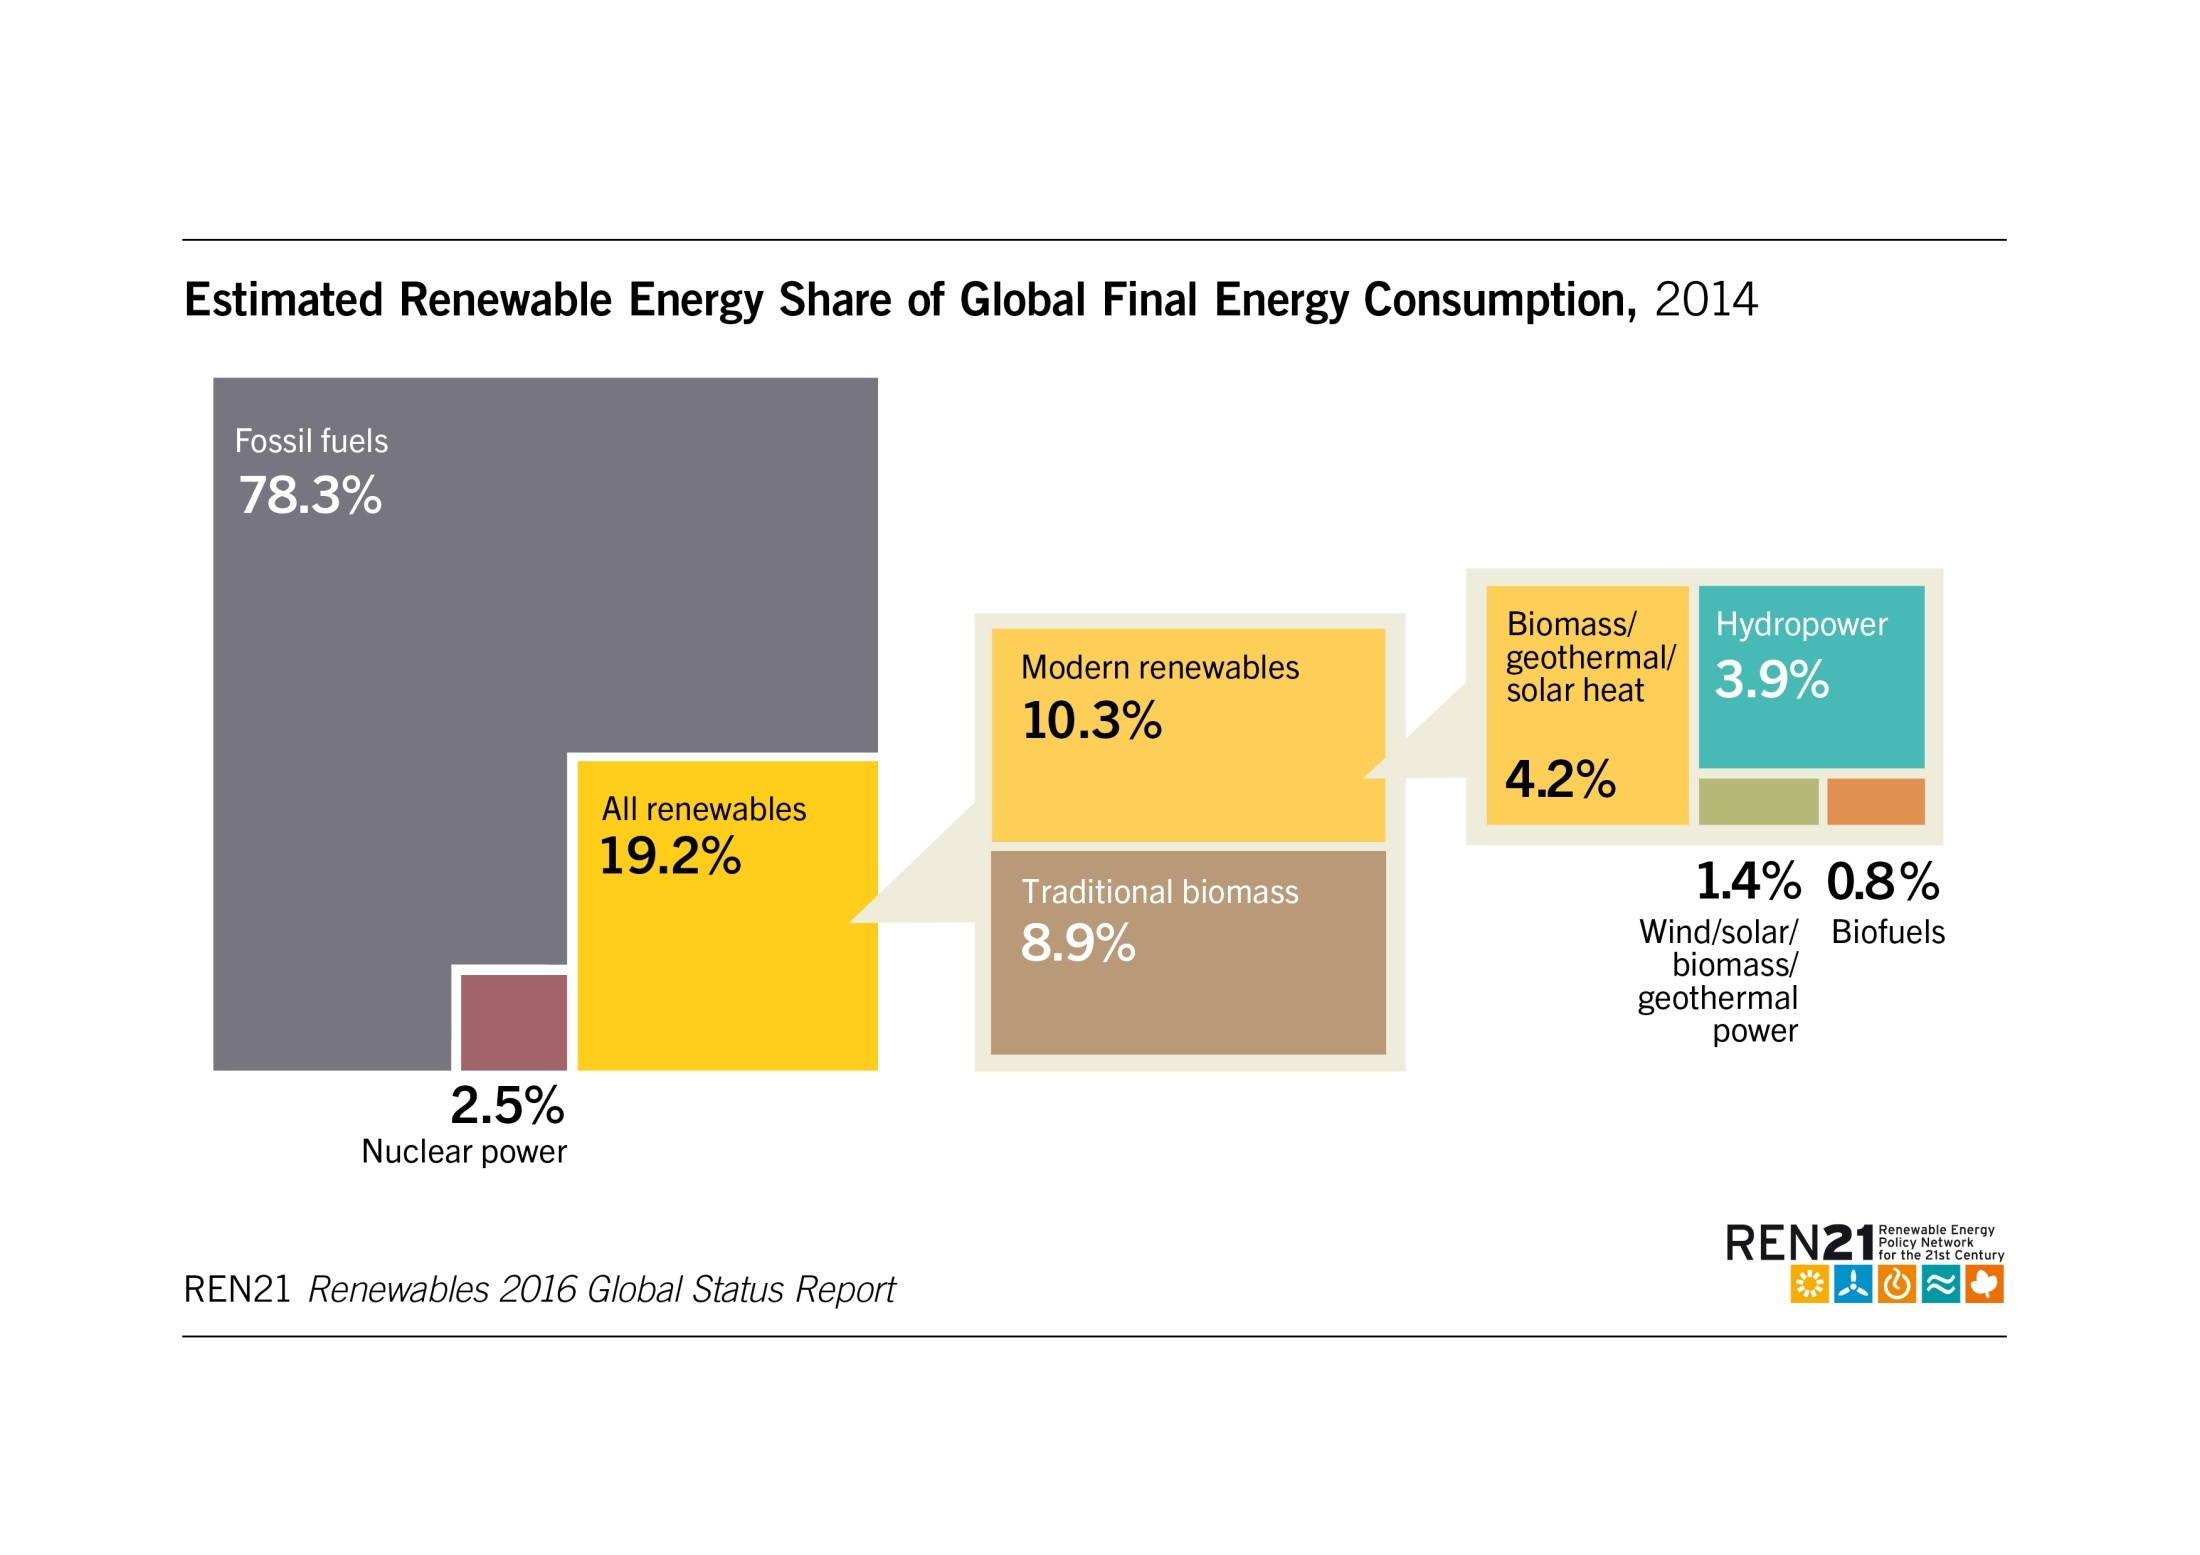 Estimated Renewable Energy Share of Global Final Energy Consumption, 2014
Fossil fuels
78.3%
All renewables
19.2%
2.5%
Nuclear power
Modern renewables
10.3%
Traditional biomass
8.9%
Biomass/
geothermal/
solar heat
4.2%
Hydropower
3.9%
1.4%
Wind/solar/
biomass/
geothermal
power
0.8%
Biofuels
REN21 Renewables 2016 Global Status Report
REN21
Renewable Energy
Policy Network
for the 21st Century